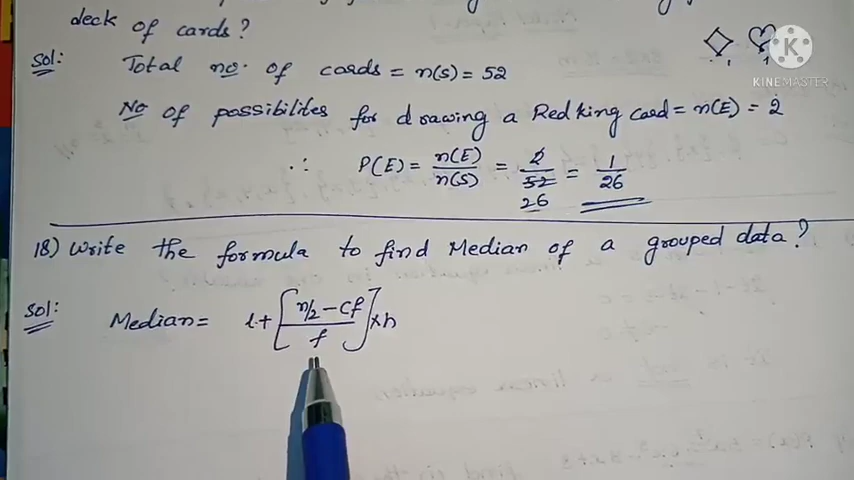 deck of cards?
Sol: Total no. of cards = n(S) = 52
No of possibilites for drawing a Red king card = n(E) = 2
∴ P(E) = n(E)/n(S) = 2/52 = 1/26
26
18) Write the formula to find Median of a grouped data?
Sol: Median = l + [n/2 - cf / f] × h
K
KINEMASTER